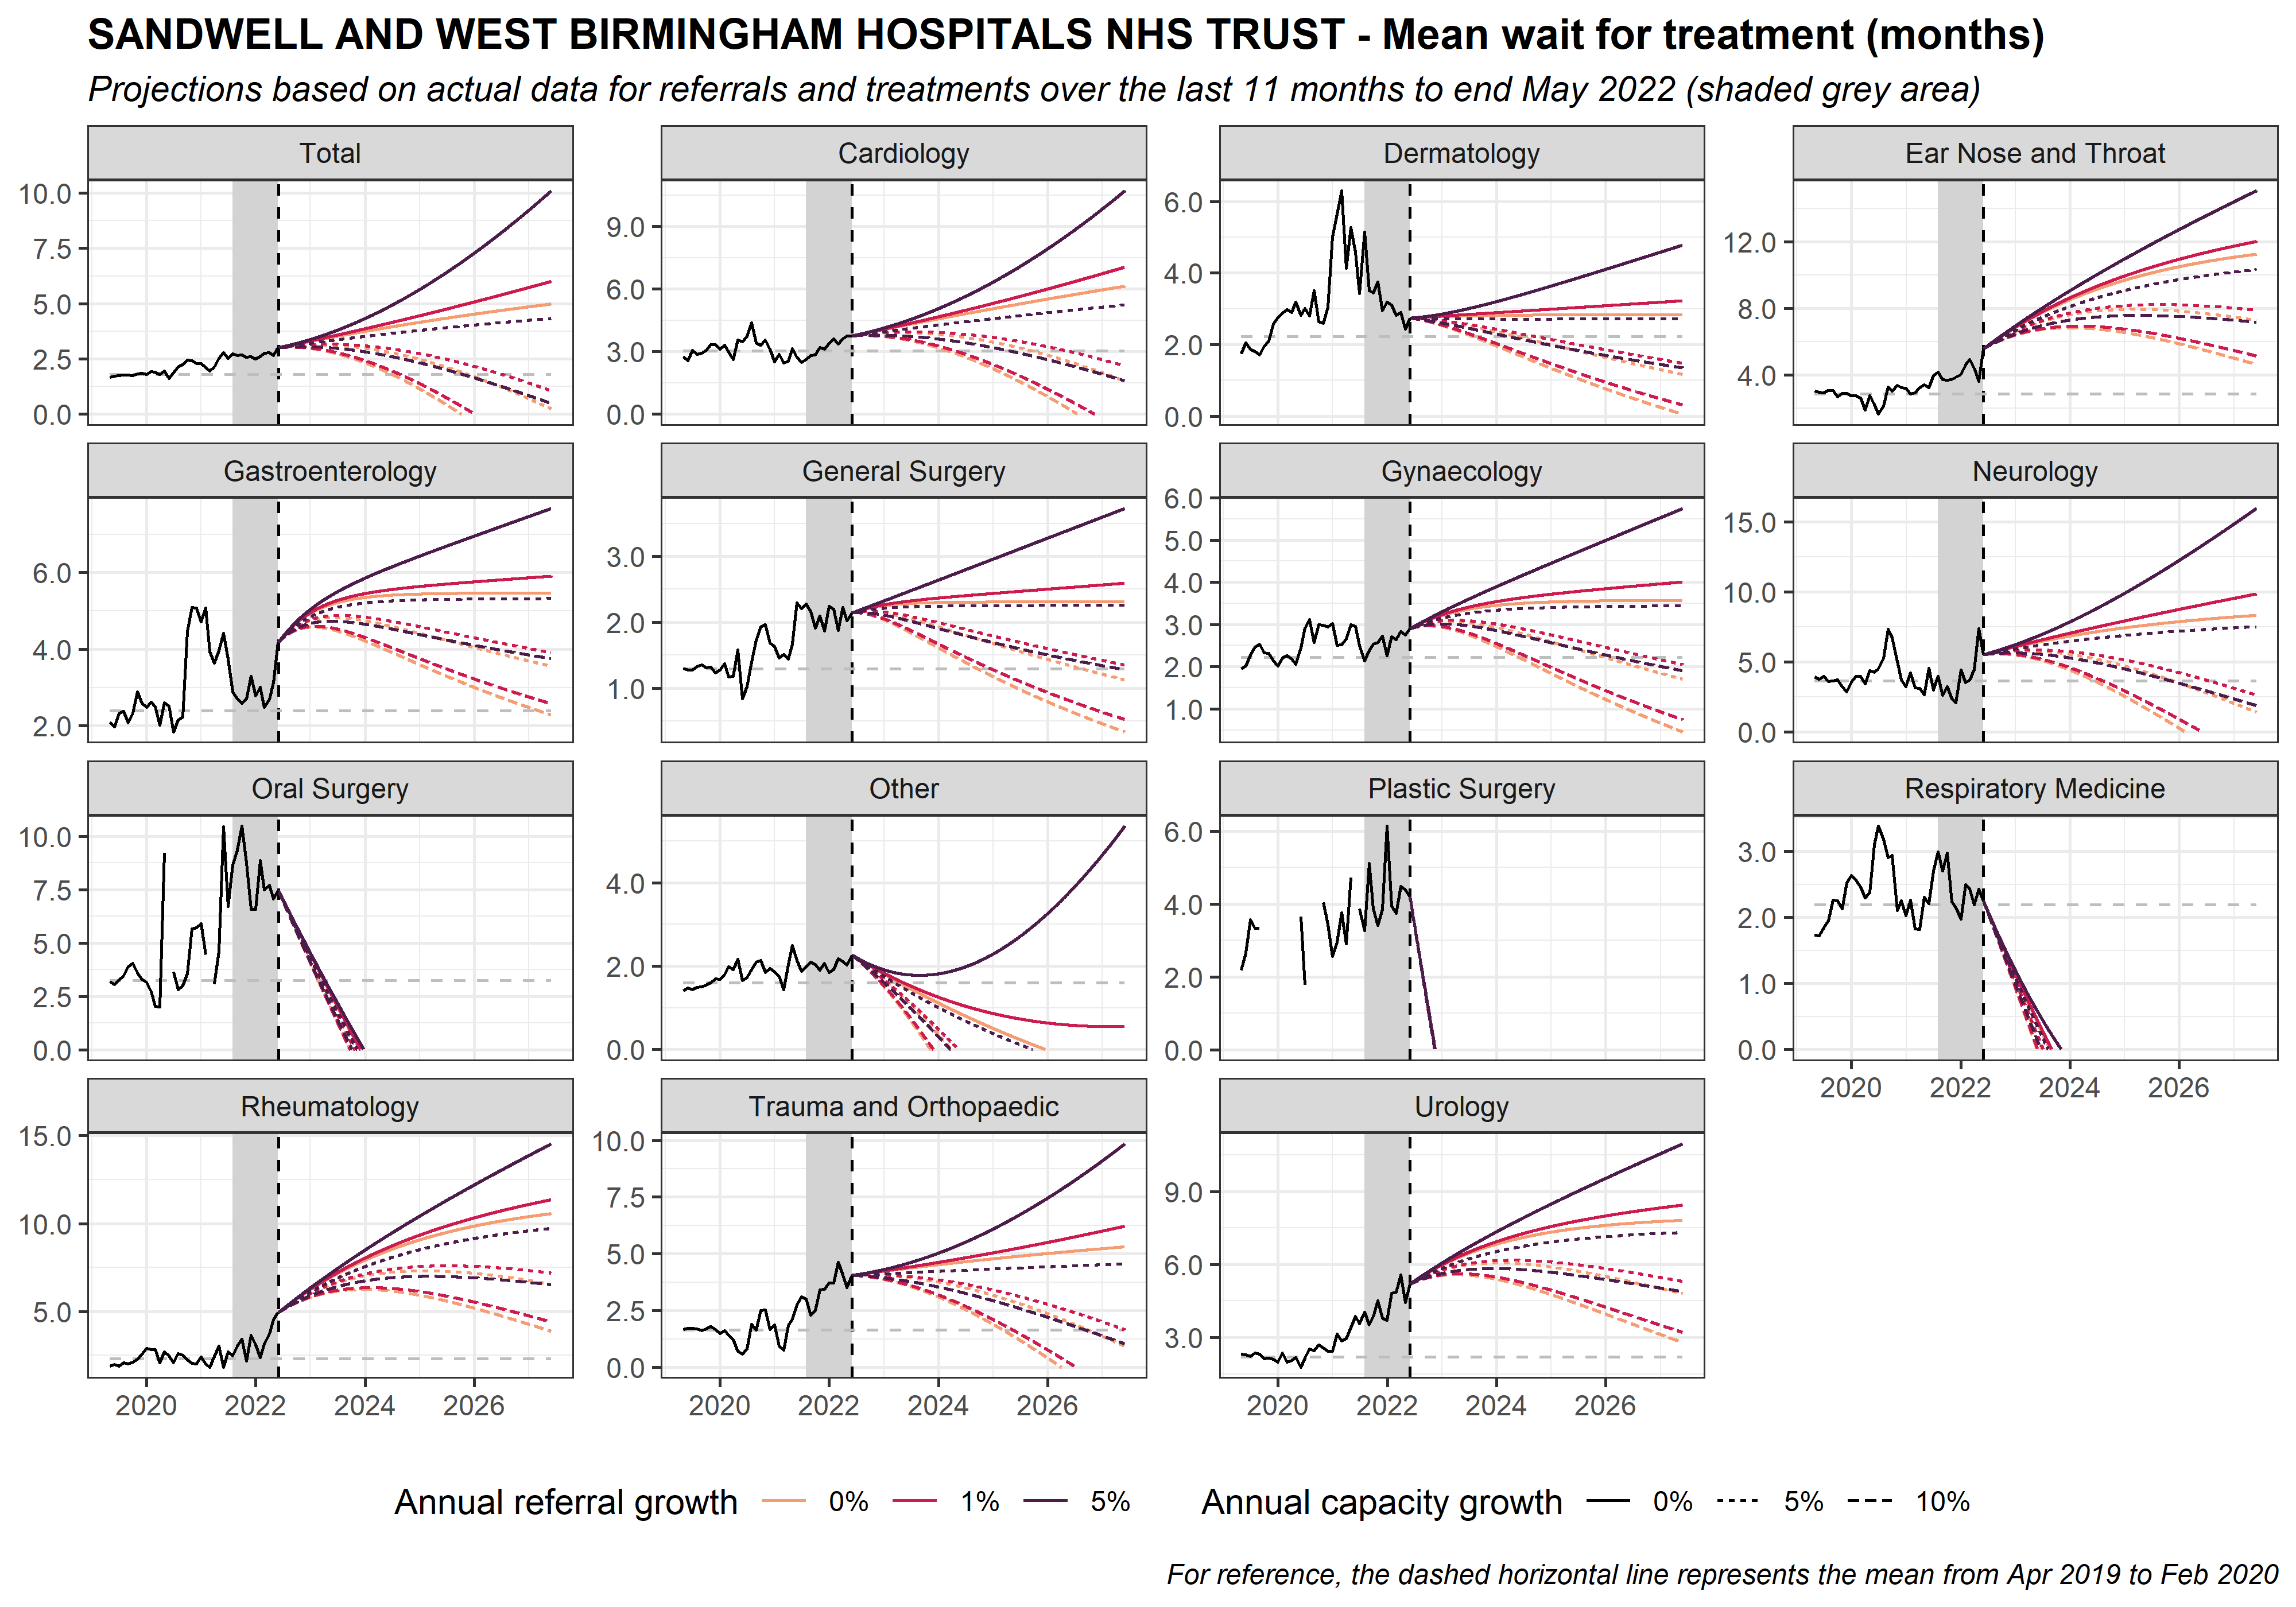 SANDWELL AND WEST BIRMINGHAM HOSPITALS NHS TRUST - Mean wait for treatment (months)
Projections based on actual data for referrals and treatments over the last 11 months to end May 2022 (shaded grey area)
Total
10.0
7.5
5.0
2.5
0.0
Cardiology
9.0
6.0
3.0
0.0
Dermatology
6.0
4.0
2.0
0.0
Ear Nose and Throat
12.0
8.0
4.0
Gastroenterology
6.0
4.0
2.0
General Surgery
3.0
2.0
1.0
Gynaecology
6.0
5.0
4.0
3.0
2.0
1.0
Neurology
15.0
10.0
5.0
0.0
Oral Surgery
10.0
7.5
5.0
2.5
0.0
Other
4.0
2.0
0.0
Plastic Surgery
6.0
4.0
2.0
0.0
Respiratory Medicine
3.0
2.0
1.0
0.0
2020 2022 2024 2026
Rheumatology
15.0
10.0
5.0
2020 2022 2024 2026
Trauma and Orthopaedic
10.0
7.5
5.0
2.5
0.0
2020 2022 2024 2026
Urology
9.0
6.0
3.0
2020 2022 2024 2026
Annual referral growth 0% 1% 5% Annual capacity growth 0% 5% 10%
For reference, the dashed horizontal line represents the mean from Apr 2019 to Feb 2020